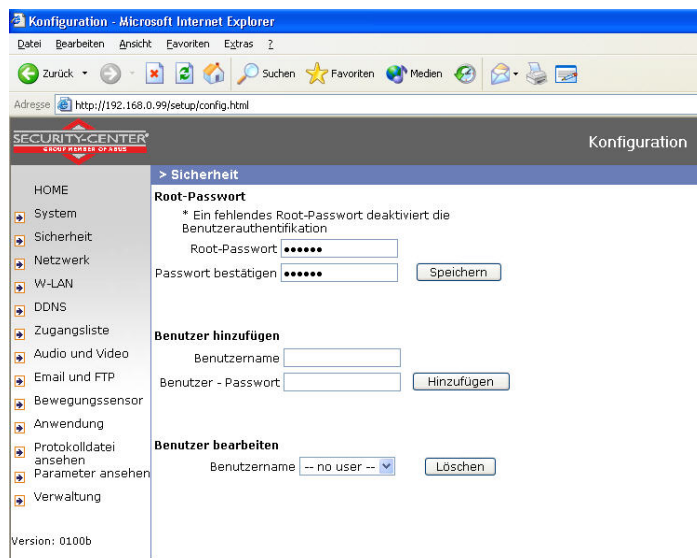 Konfiguration - Microsoft Internet Explorer
Datei Bearbeiten Ansicht Favoriten Extras ?
Zurück Suchen Favoriten Medien
Adresse http://192.168.0.99/setup/config.html
SECURITY-CENTER
GROUP MEMBER OF ABUS
Konfiguration
> Sicherheit
HOME
System
Sicherheit
Netzwerk
W-LAN
DDNS
Zugangsliste
Audio und Video
Email und FTP
Bewegungssensor
Anwendung
Protokolldatei
ansehen
Parameter ansehen
Verwaltung
Version: 0100b
Root-Passwort
* Ein fehlendes Root-Passwort deaktiviert die
Benutzerauthentifikation
Root-Passwort ••••••
Passwort bestätigen •••••• Speichern
Benutzer hinzufügen
Benutzername
Benutzer - Passwort Hinzufügen
Benutzer bearbeiten
Benutzername -- no user -- Löschen